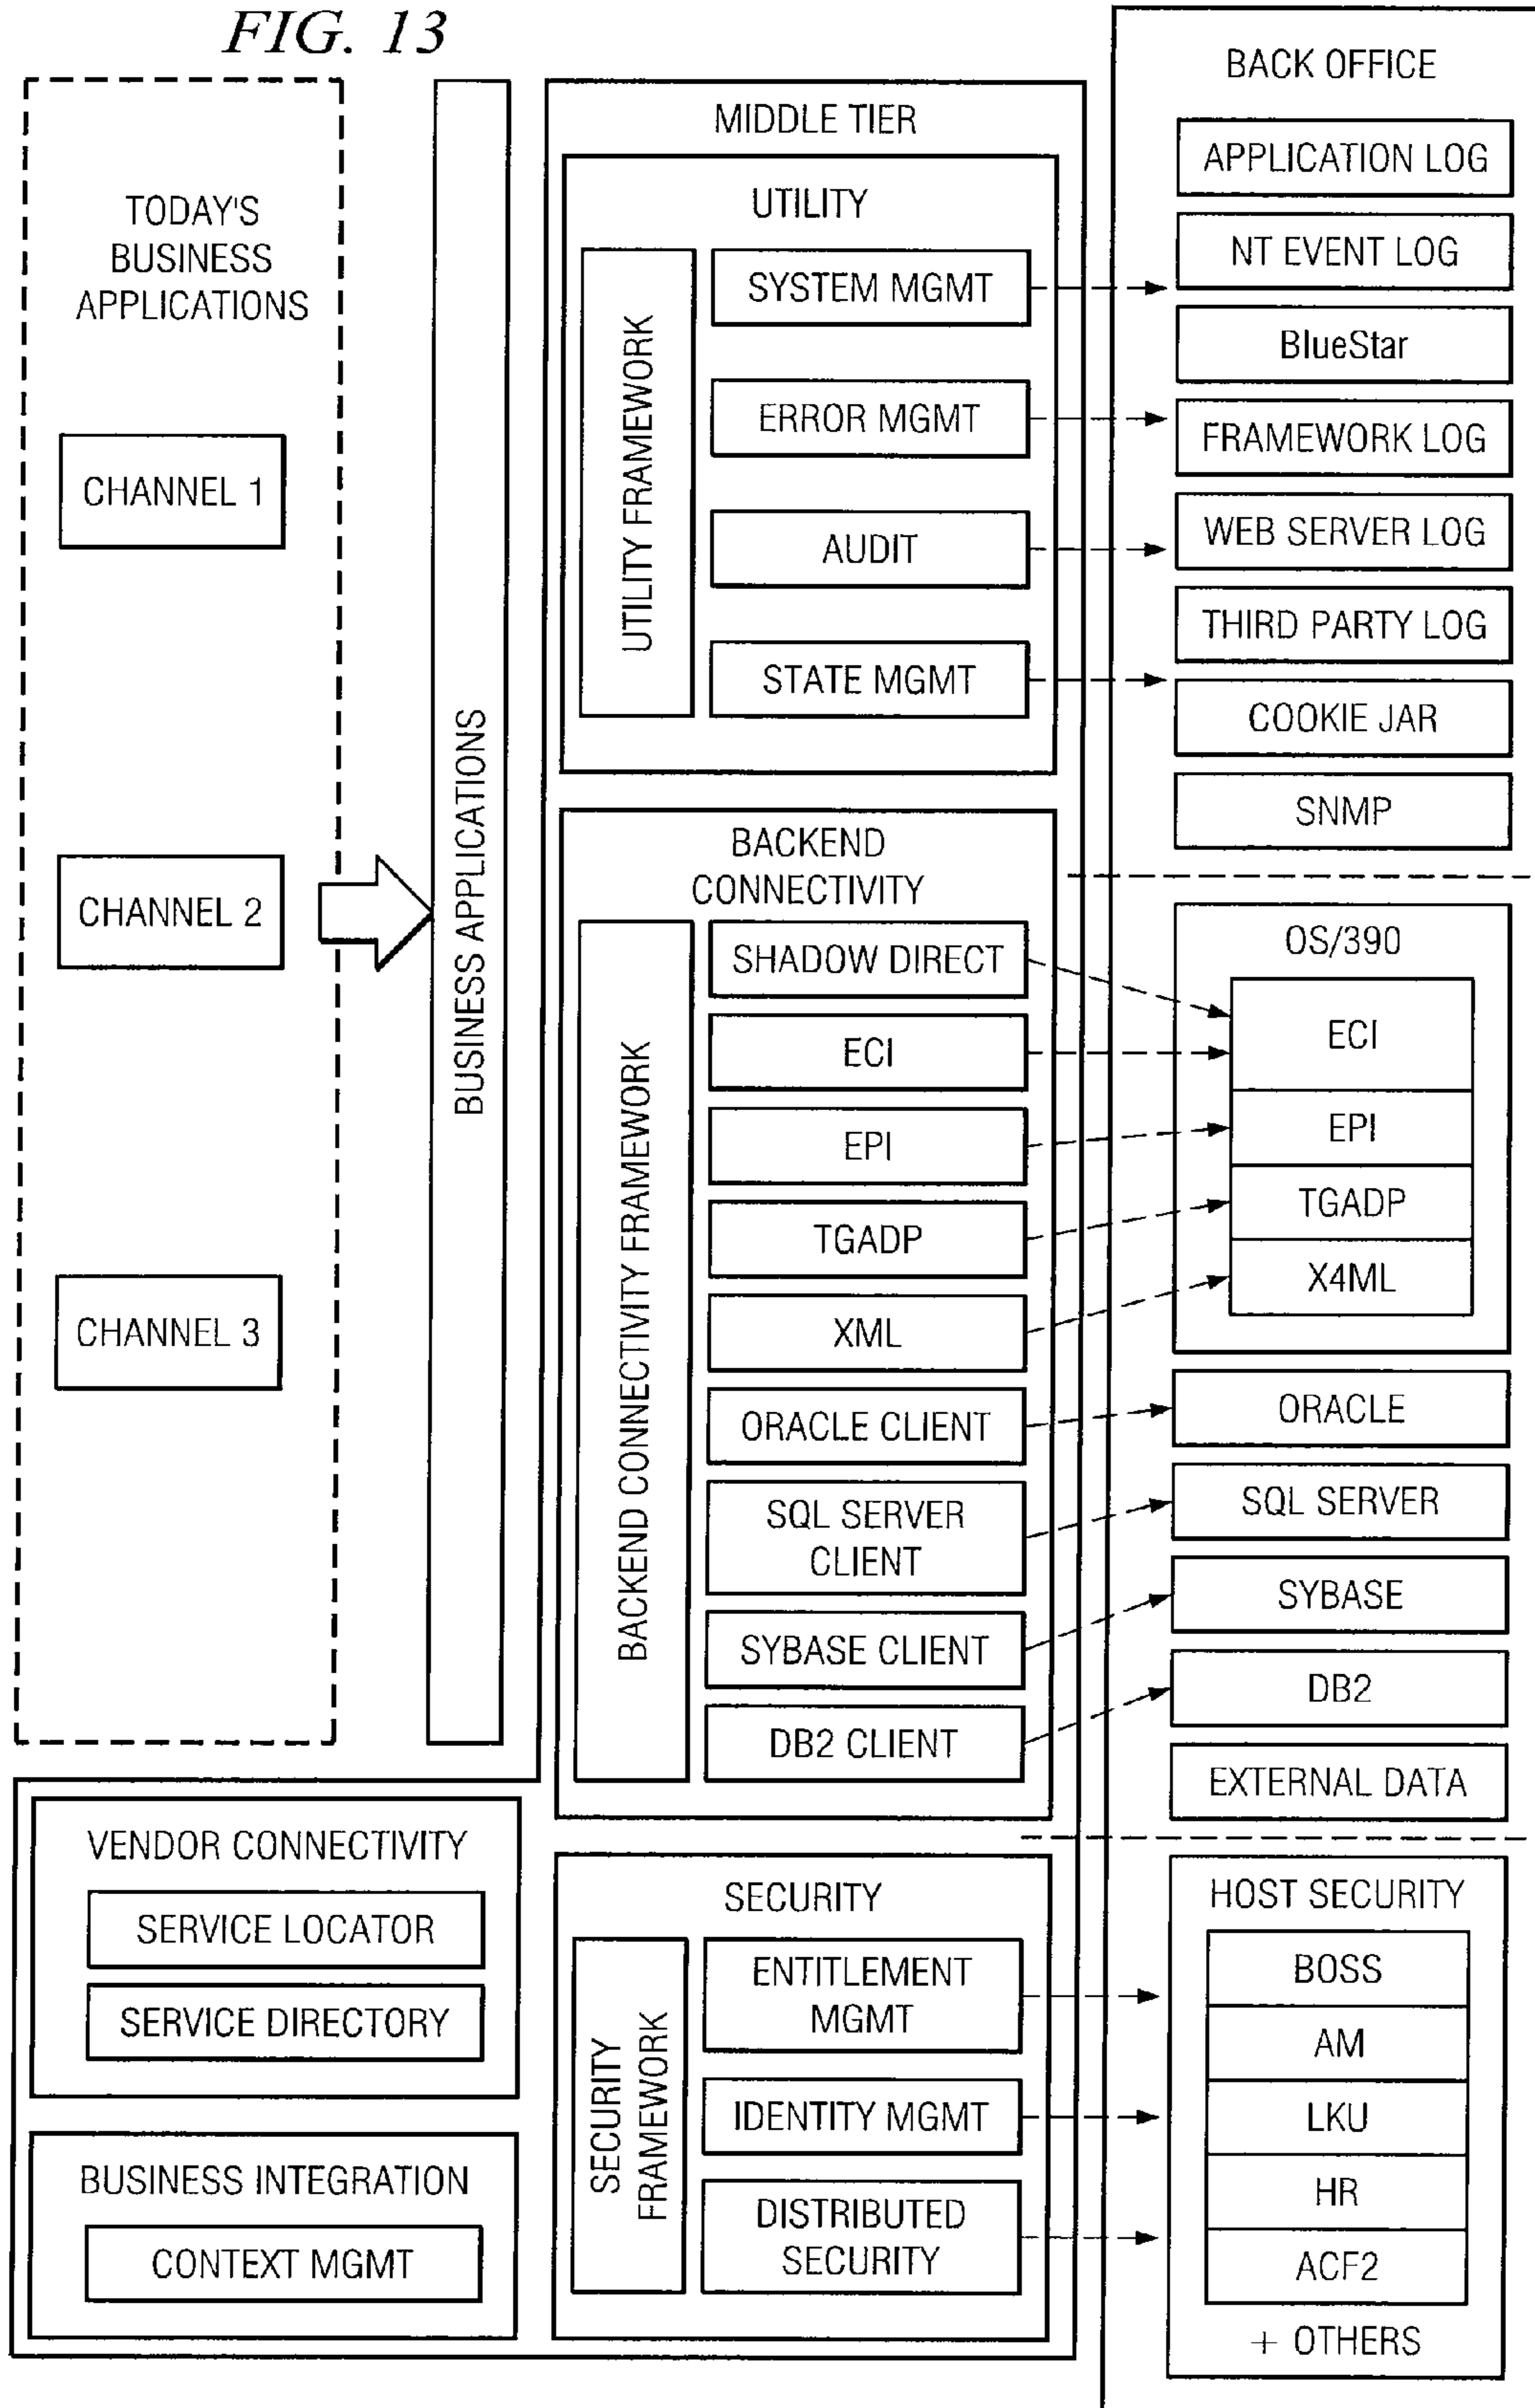 FIG. 13
TODAY'S
BUSINESS
APPLICATIONS
CHANNEL 1
CHANNEL 2
CHANNEL 3
BUSINESS APPLICATIONS
MIDDLE TIER
UTILITY
UTILITY FRAMEWORK
SYSTEM MGMT
ERROR MGMT
AUDIT
STATE MGMT
BACKEND
CONNECTIVITY
BACKEND CONNECTIVITY FRAMEWORK
SHADOW DIRECT
ECI
EPI
TGADP
XML
ORACLE CLIENT
SQL SERVER
CLIENT
SYBASE CLIENT
DB2 CLIENT
VENDOR CONNECTIVITY
SERVICE LOCATOR
SERVICE DIRECTORY
BUSINESS INTEGRATION
CONTEXT MGMT
SECURITY
SECURITY
FRAMEWORK
ENTITLEMENT
MGMT
IDENTITY MGMT
DISTRIBUTED
SECURITY
BACK OFFICE
APPLICATION LOG
NT EVENT LOG
BlueStar
FRAMEWORK LOG
WEB SERVER LOG
THIRD PARTY LOG
COOKIE JAR
SNMP
OS/390
ECI
EPI
TGADP
X4ML
ORACLE
SQL SERVER
SYBASE
DB2
EXTERNAL DATA
HOST SECURITY
BOSS
AM
LKU
HR
ACF2
+ OTHERS